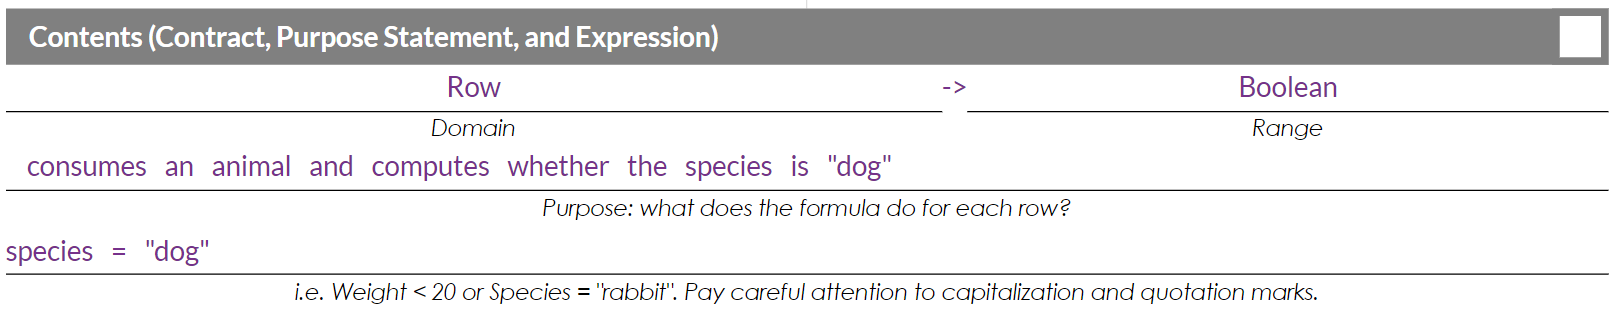 Contents (Contract, Purpose Statement, and Expression)
Row -> Boolean
Domain Range
consumes an animal and computes whether the species is "dog"
Purpose: what does the formula do for each row?
species = "dog"
i.e. Weight < 20 or Species = "rabbit". Pay careful attention to capitalization and quotation marks.